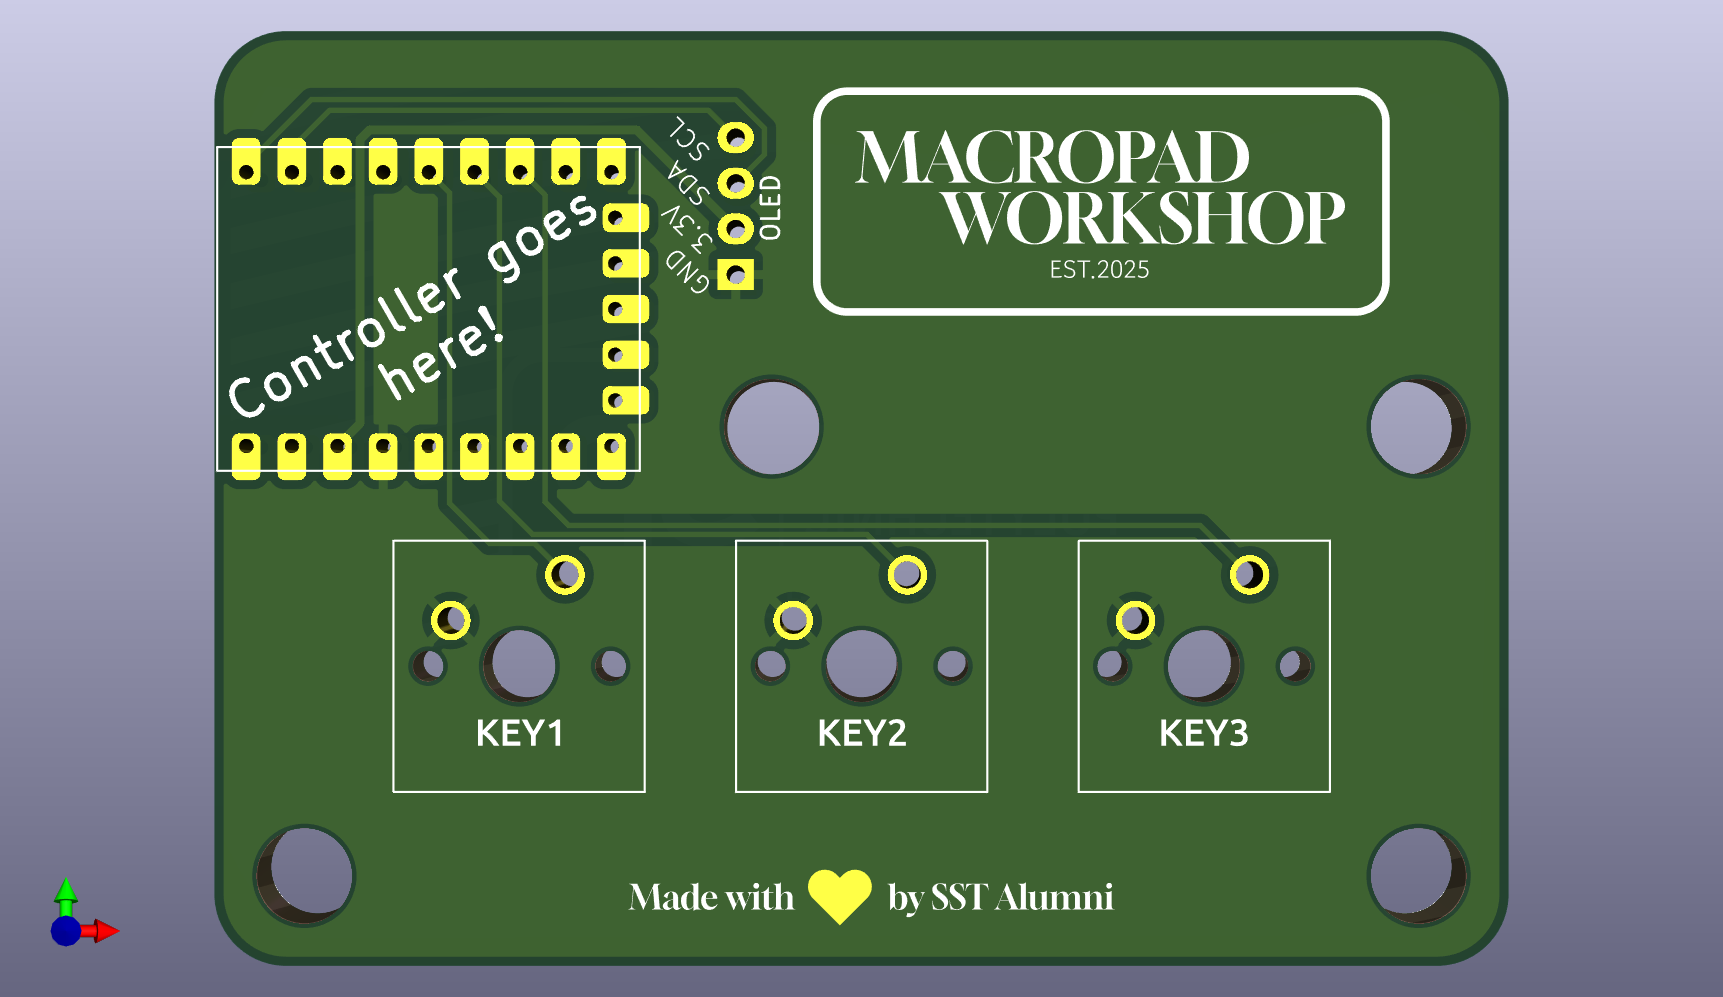 MACROPAD
WORKSHOP
EST.2025
SCL
SDA
3.3V
GND
OLED
Controller goes
here!
KEY1
KEY2
KEY3
Made with by SST Alumni